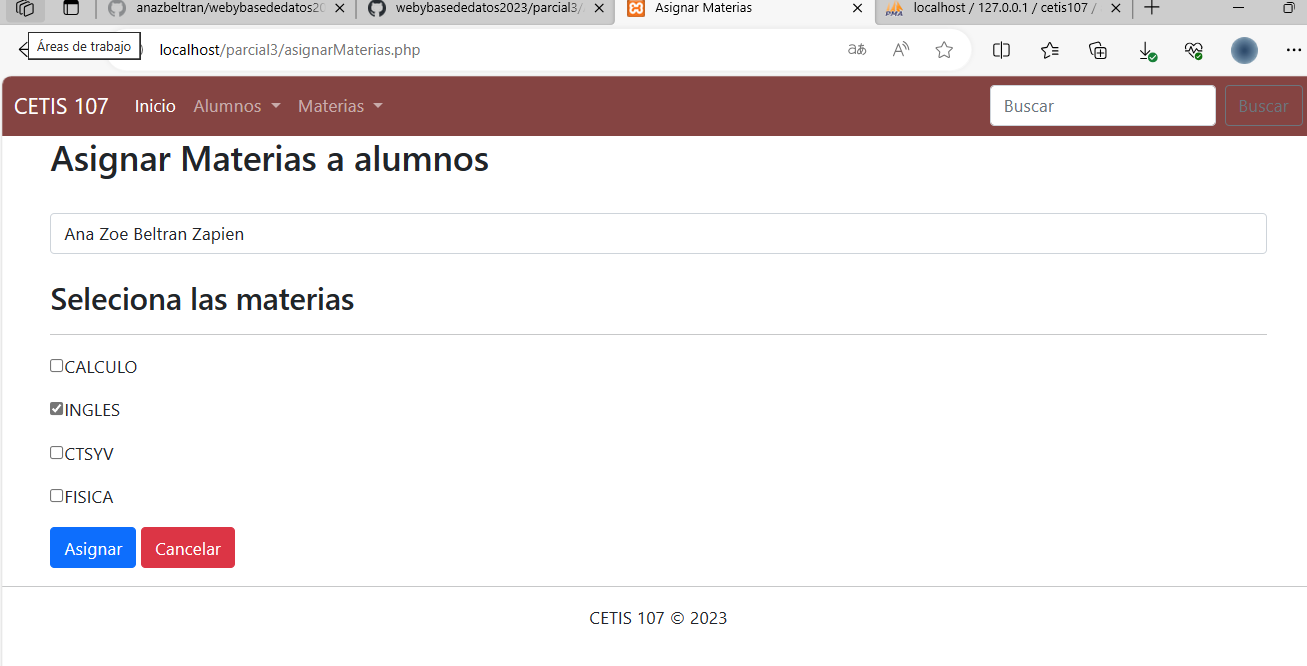 anazbeltran/webybasededatos20
webybasededatos2023/parcial3/
Asignar Materias
localhost / 127.0.0.1 / cetis107 /
Áreas de trabajo
localhost/parcial3/asignarMaterias.php
CETIS 107 Inicio Alumnos Materias Buscar Buscar
Asignar Materias a alumnos
Ana Zoe Beltran Zapien
Seleciona las materias
CALCULO
INGLES
CTSYV
FISICA
Asignar Cancelar
CETIS 107 © 2023